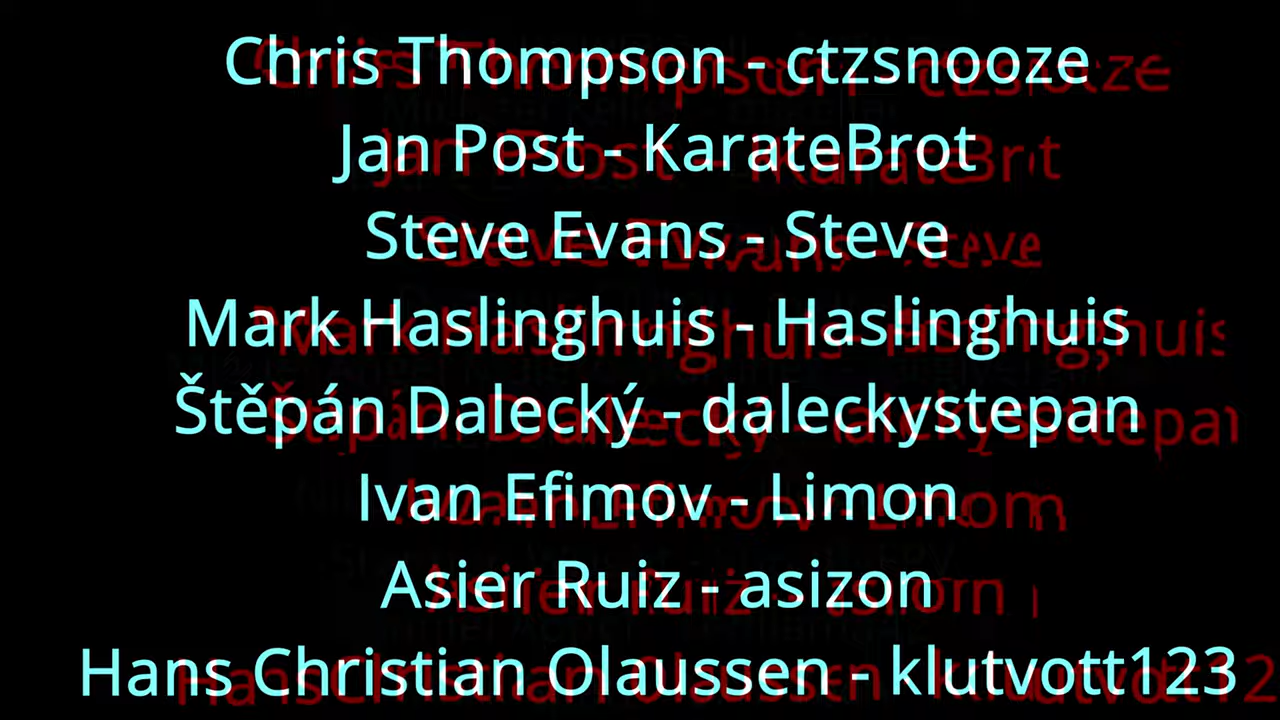 Chris Thompson - ctzsnooze
Jan Post - KarateBrot
Steve Evans - Steve
Mark Haslinghuis - Haslinghuis
Štěpán Dalecký - daleckystepan
Ivan Efimov - Limon
Asier Ruiz - asizon
Hans Christian Olaussen - klutvott123